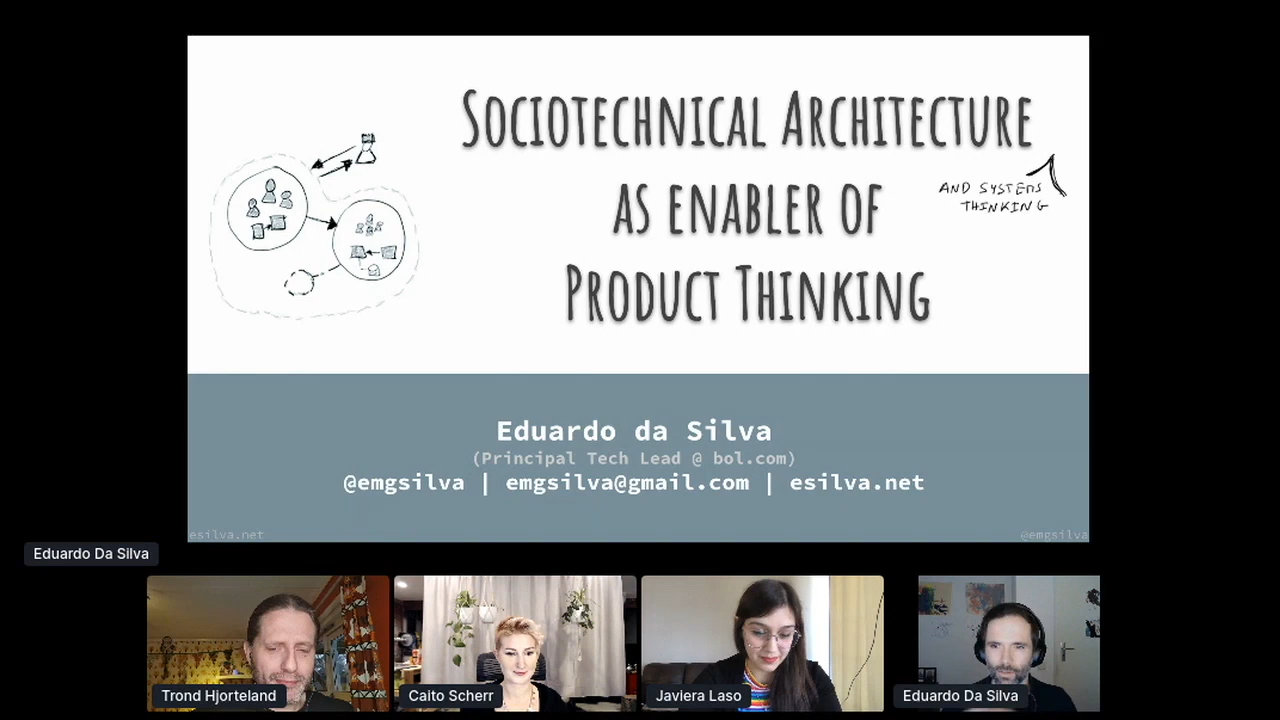 SOCIOTECHNICAL ARCHITECTURE
AS ENABLER OF
AND SYSTEMS
THINKING
PRODUCT THINKING
Eduardo da Silva
(Principal Tech Lead @ bol.com)
@emgsilva | emgsilva@gmail.com | esilva.net
esilva.net
@emgsilva
Eduardo Da Silva
Trond Hjorteland
Caito Scherr
Javiera Laso
Eduardo Da Silva